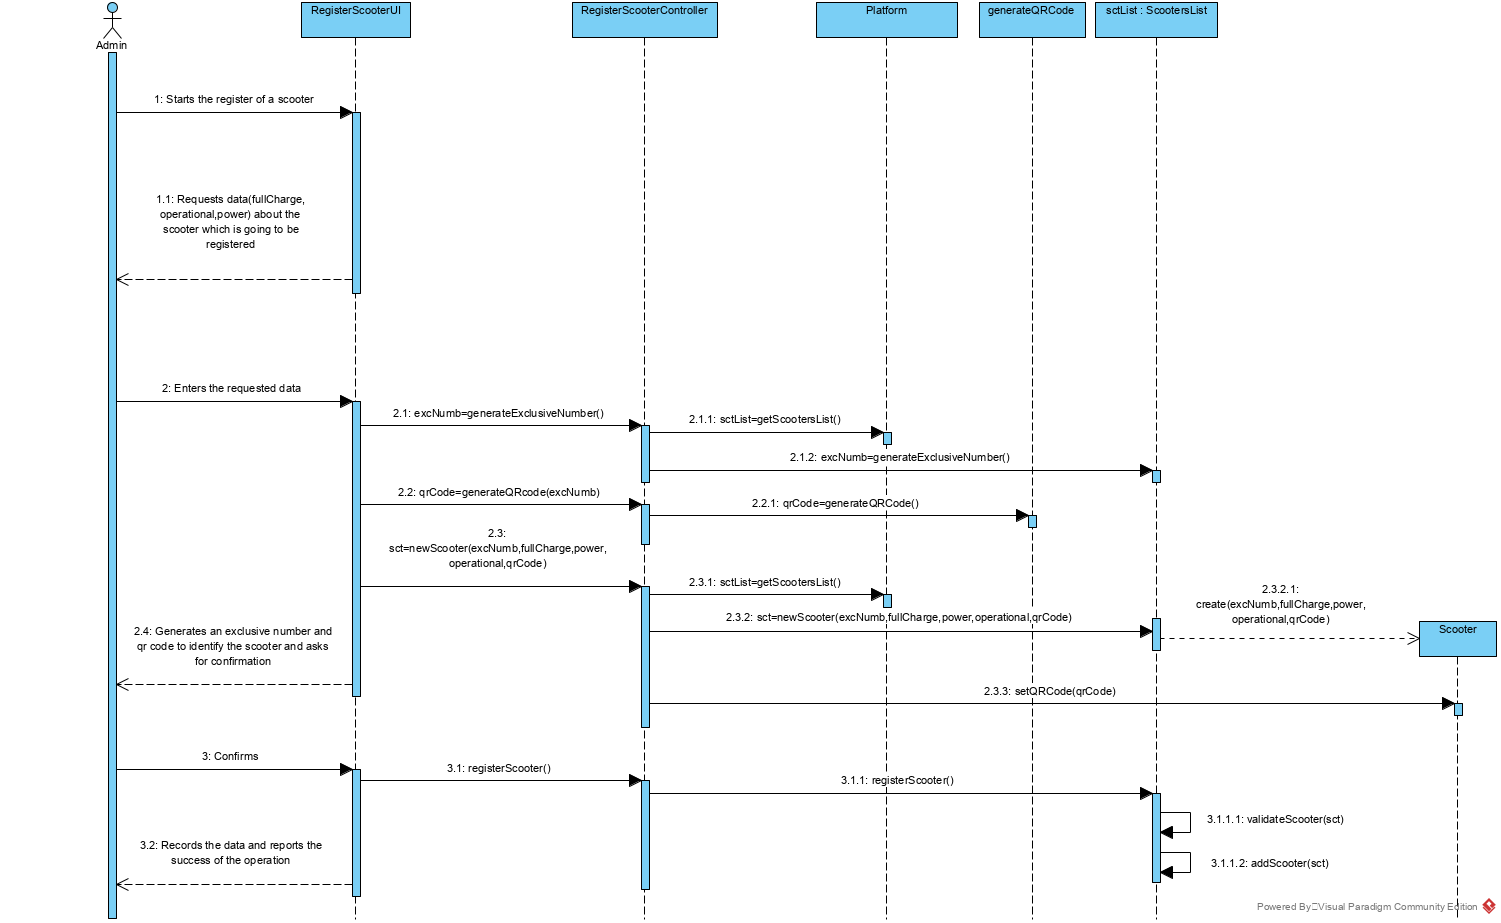 RegisterScooterUI
RegisterScooterController
Platform
generateQRCode
sctList : ScootersList
Admin
1: Starts the register of a scooter
1.1: Requests data(fullCharge,
operational,power) about the
scooter which is going to be
registered
2: Enters the requested data
2.1: excNumb=generateExclusiveNumber()
2.1.1: sctList=getScootersList()
2.1.2: excNumb=generateExclusiveNumber()
2.2: qrCode=generateQRcode(excNumb)
2.2.1: qrCode=generateQRCode()
2.3:
sct=newScooter(excNumb,fullCharge,power,
operational,qrCode)
2.3.1: sctList=getScootersList()
2.3.2: sct=newScooter(excNumb,fullCharge,power,operational,qrCode)
2.3.2.1:
create(excNumb,fullCharge,power,
operational,qrCode)
Scooter
2.4: Generates an exclusive number and
qr code to identify the scooter and asks
for confirmation
2.3.3: setQRCode(qrCode)
3: Confirms
3.1: registerScooter()
3.1.1: registerScooter()
3.1.1.1: validateScooter(sct)
3.2: Records the data and reports the
success of the operation
3.1.1.2: addScooter(sct)
Powered By Visual Paradigm Community Edition